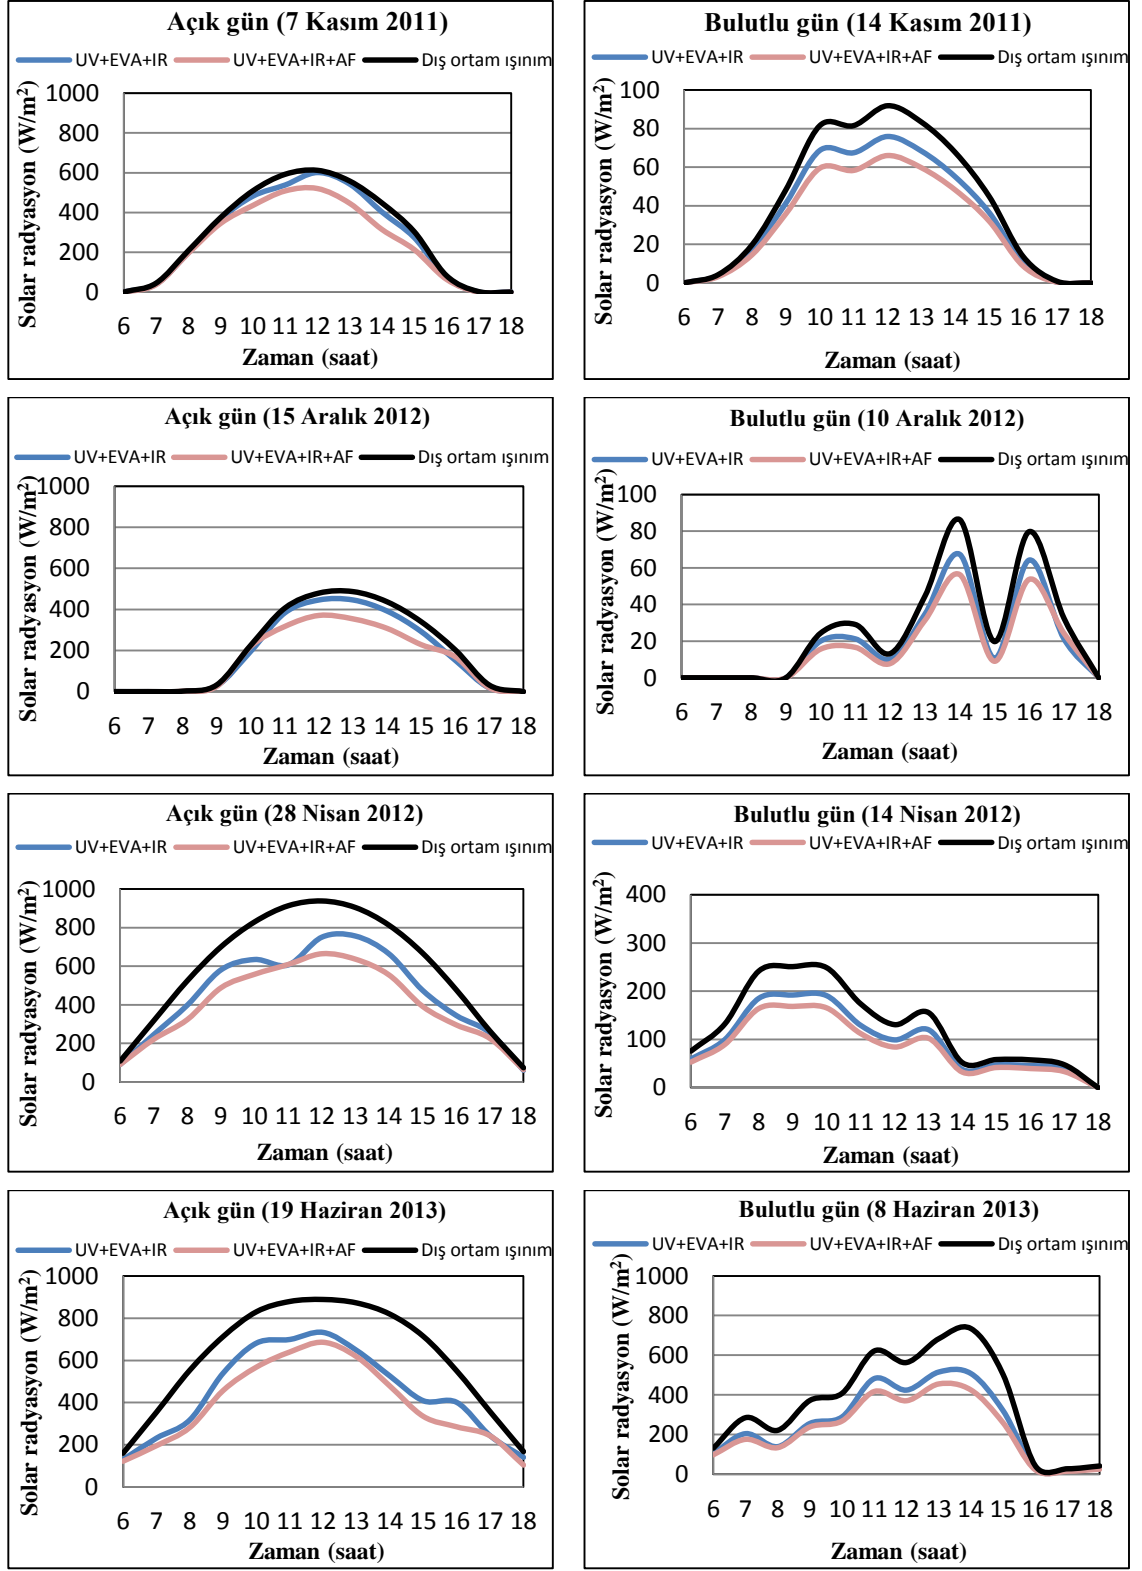 Açık gün (7 Kasım 2011)
UV+EVA+IR UV+EVA+IR+AF Dış ortam ışınım
Solar radyasyon (W/m²)
1000
800
600
400
200
0
6 7 8 9 10 11 12 13 14 15 16 17 18
Zaman (saat)
Bulutlu gün (14 Kasım 2011)
UV+EVA+IR UV+EVA+IR+AF Dış ortam ışınım
Solar radyasyon (W/m²)
100
80
60
40
20
0
6 7 8 9 10 11 12 13 14 15 16 17 18
Zaman (saat)
Açık gün (15 Aralık 2012)
UV+EVA+IR UV+EVA+IR+AF Dış ortam ışınım
Solar radyasyon (W/m²)
1000
800
600
400
200
0
6 7 8 9 10 11 12 13 14 15 16 17 18
Zaman (saat)
Bulutlu gün (10 Aralık 2012)
UV+EVA+IR UV+EVA+IR+AF Dış ortam ışınım
Solar radyasyon (W/m²)
100
80
60
40
20
0
6 7 8 9 10 11 12 13 14 15 16 17 18
Zaman (saat)
Açık gün (28 Nisan 2012)
UV+EVA+IR UV+EVA+IR+AF Dış ortam ışınım
Solar radyasyon (W/m²)
1000
800
600
400
200
0
6 7 8 9 10 11 12 13 14 15 16 17 18
Zaman (saat)
Bulutlu gün (14 Nisan 2012)
UV+EVA+IR UV+EVA+IR+AF Dış ortam ışınım
Solar radyasyon (W/m²)
400
300
200
100
0
6 7 8 9 10 11 12 13 14 15 16 17 18
Zaman (saat)
Açık gün (19 Haziran 2013)
UV+EVA+IR UV+EVA+IR+AF Dış ortam ışınım
Solar radyasyon (W/m²)
1000
800
600
400
200
0
6 7 8 9 10 11 12 13 14 15 16 17 18
Zaman (saat)
Bulutlu gün (8 Haziran 2013)
UV+EVA+IR UV+EVA+IR+AF Dış ortam ışınım
Solar radyasyon (W/m²)
1000
800
600
400
200
0
6 7 8 9 10 11 12 13 14 15 16 17 18
Zaman (saat)